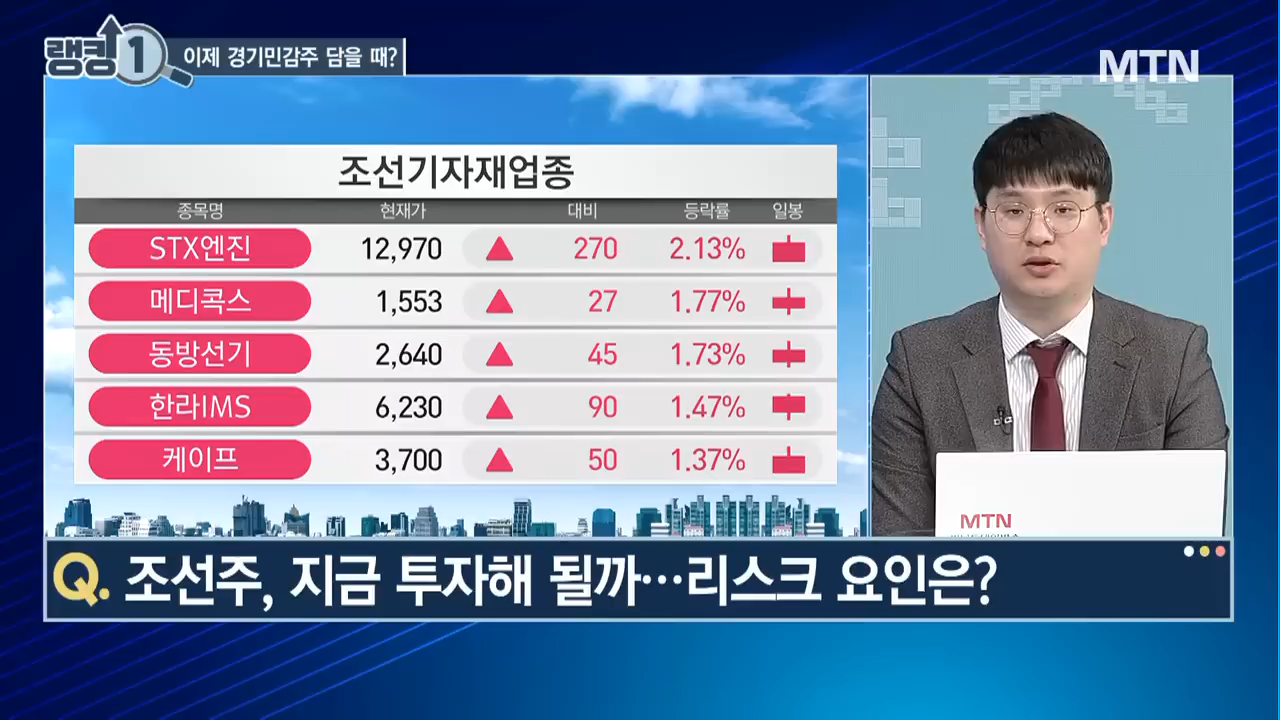 랭킹1 이제 경기민감주 담을 때?
MTN
조선기자재업종
종목명 현재가 대비 등락률 일봉
STX엔진 12,970 ▲ 270 2.13%
메디콕스 1,553 ▲ 27 1.77%
동방선기 2,640 ▲ 45 1.73%
한라IMS 6,230 ▲ 90 1.47%
케이프 3,700 ▲ 50 1.37%
MTN
Q. 조선주, 지금 투자해 될까…리스크 요인은?